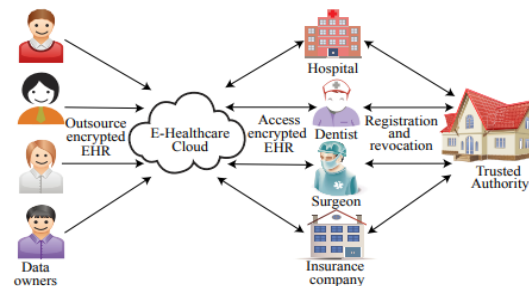 Outsource
encrypted
EHR
Data
owners
E-Healthcare
Cloud
Access
encrypted
EHR
Hospital
Dentist
Surgeon
Insurance
company
Registration
and
revocation
Trusted
Authority